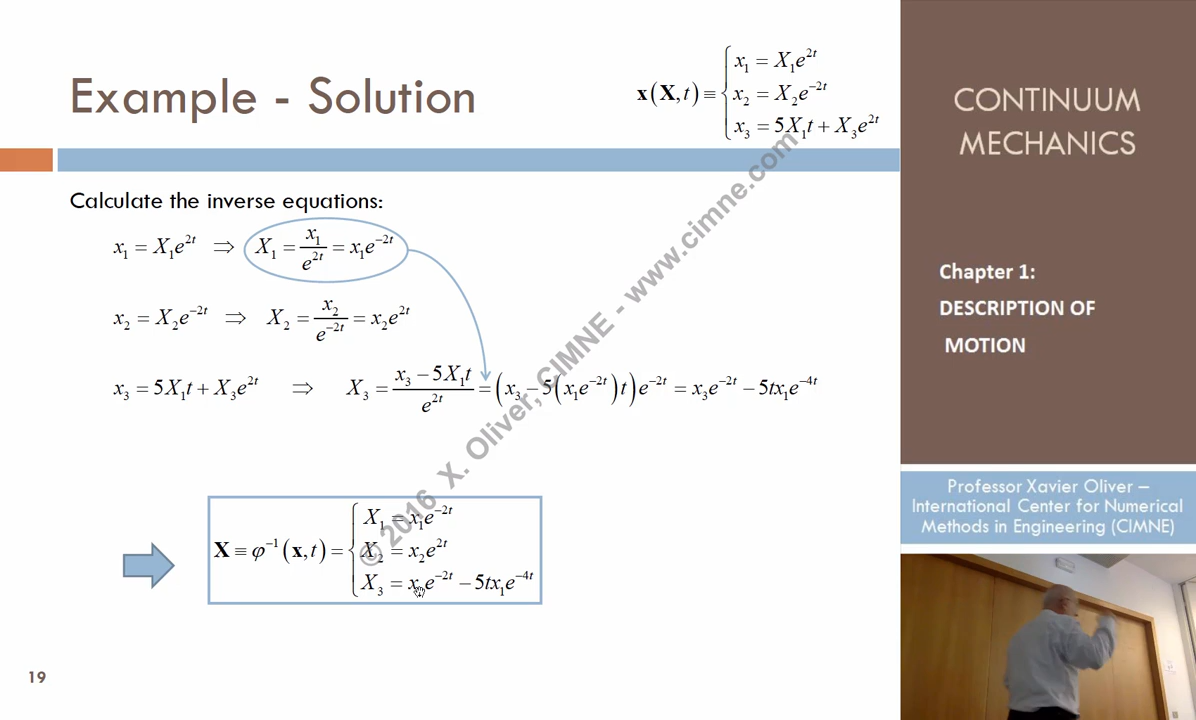 Example - Solution
x(X,t) ≡ { x₁ = X₁e^{2t}
x₂ = X₂e^{-2t}
x₃ = 5X₁t + X₃e^{2t}
Calculate the inverse equations:
x₁ = X₁e^{2t} ⇒ X₁ = x₁/e^{2t} = x₁e^{-2t}
x₂ = X₂e^{-2t} ⇒ X₂ = x₂/e^{-2t} = x₂e^{2t}
x₃ = 5X₁t + X₃e^{2t} ⇒ X₃ = (x₃ - 5X₁t)/e^{2t} = (x₃ - 5(x₁e^{-2t})t)e^{-2t} = x₃e^{-2t} - 5tx₁e^{-4t}
X ≡ φ⁻¹(x,t) = { X₁ = x₁e^{-2t}
X₂ = x₂e^{2t}
X₃ = x₃e^{-2t} - 5tx₁e^{-4t}
19
© 2016 X. Oliver, CIMNE - www.cimne.com
CONTINUUM
MECHANICS
Chapter 1:
DESCRIPTION OF
MOTION
Professor Xavier Oliver –
International Center for Numerical
Methods in Engineering (CIMNE)